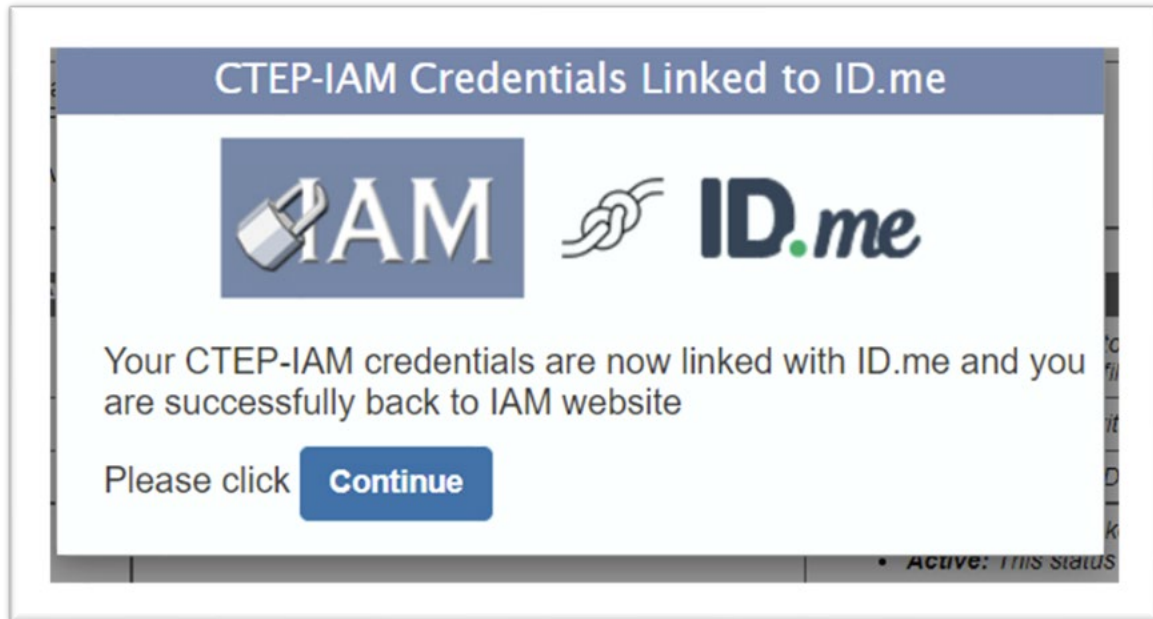 CTEP-IAM Credentials Linked to ID.me
IAM
ID.me
Your CTEP-IAM credentials are now linked with ID.me and you
are successfully back to IAM website
Please click Continue
• Active: This status